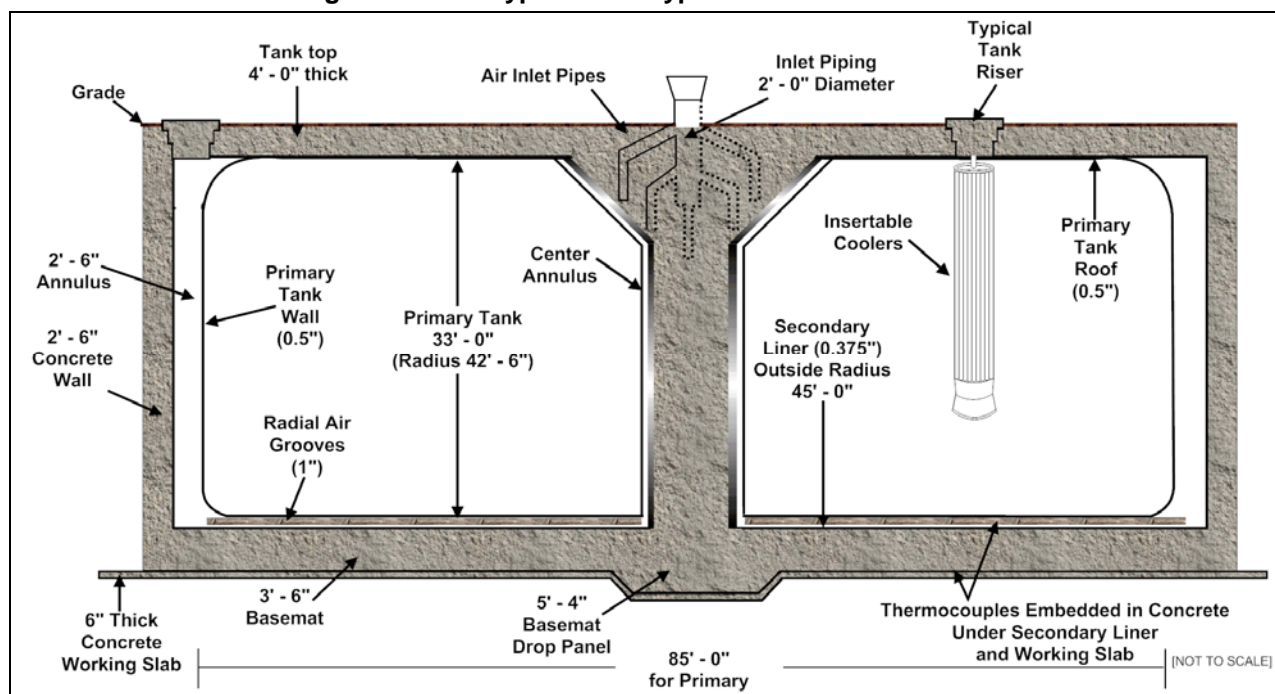 Tank top
4' - 0" thick
Grade
Air Inlet Pipes
Inlet Piping
2' - 0" Diameter
Typical
Tank
Riser
2' - 6"
Annulus
Primary
Tank
Wall
(0.5")
2' - 6"
Concrete
Wall
Primary Tank
33' - 0"
(Radius 42' - 6")
Center
Annulus
Insertable
Coolers
Primary
Tank
Roof
(0.5")
Radial Air
Grooves
(1")
Secondary
Liner (0.375")
Outside Radius
45' - 0"
6" Thick
Concrete
Working Slab
3' - 6"
Basemat
5' - 4"
Basemat
Drop Panel
Thermocouples Embedded in Concrete
Under Secondary Liner
and Working Slab
85' - 0"
for Primary
[NOT TO SCALE]